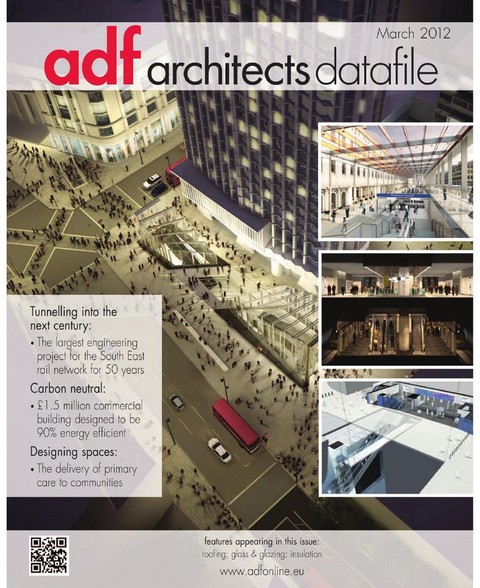 March 2012
adf architects datafile
Tunnelling into the
next century:
• The largest engineering
project for the South East
rail network for 50 years
Carbon neutral:
• £1.5 million commercial
building designed to be
90% energy efficient
Designing spaces:
• The delivery of primary
care to communities
features appearing in this issue:
roofing; glass & glazing; insulation
www.adfonline.eu